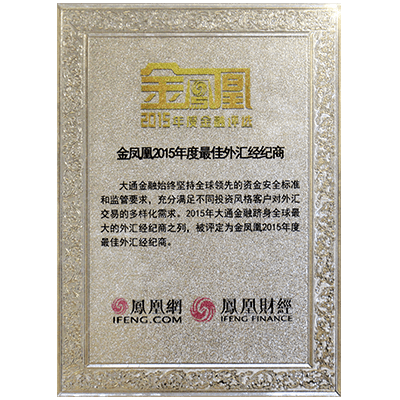 金凤凰
2015年度金融评选
金凤凰2015年度最佳外汇经纪商
大通金融始终坚持全球领先的资金安全标准
和监管要求，充分满足不同投资风格客户对外汇
交易的多样化需求。2015年大通金融跻身全球最
大的外汇经纪商之列，被评定为金凤凰2015年度
最佳外汇经纪商。
鳳凰網 鳳凰財經
IFENG.COM IFENG FINANCE